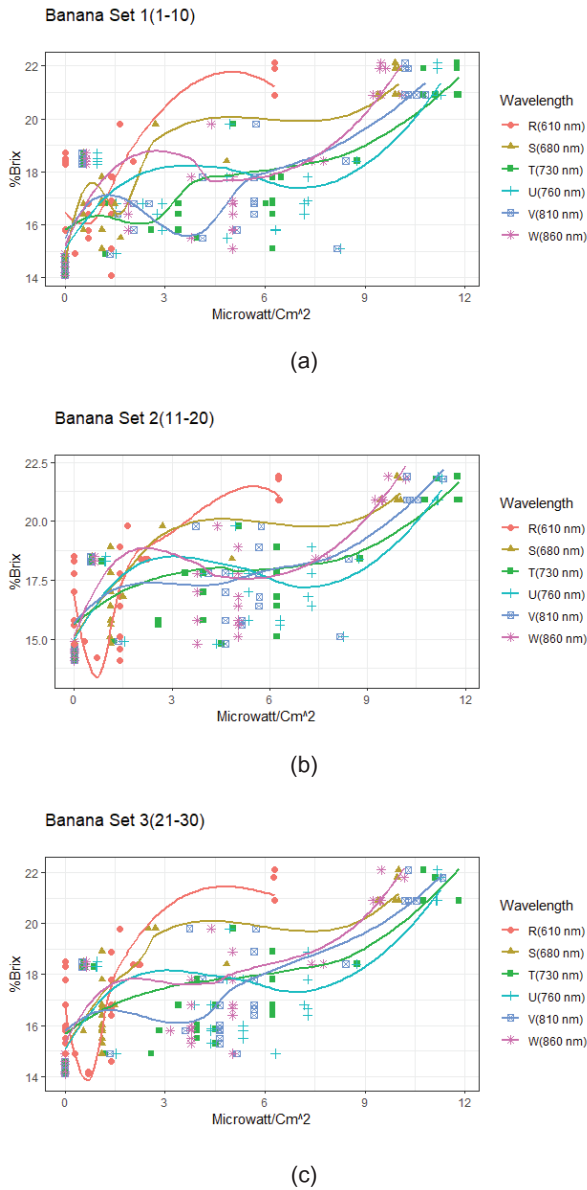 Banana Set 1(1-10)
22
20
18
16
14
%Brix
0 3 6 9 12
Microwatt/Cm^2
Wavelength
R(610 nm)
S(680 nm)
T(730 nm)
U(760 nm)
V(810 nm)
W(860 nm)
(a)
Banana Set 2(11-20)
22.5
20.0
17.5
15.0
%Brix
0 3 6 9 12
Microwatt/Cm^2
Wavelength
R(610 nm)
S(680 nm)
T(730 nm)
U(760 nm)
V(810 nm)
W(860 nm)
(b)
Banana Set 3(21-30)
22
20
18
16
14
%Brix
0 3 6 9 12
Microwatt/Cm^2
Wavelength
R(610 nm)
S(680 nm)
T(730 nm)
U(760 nm)
V(810 nm)
W(860 nm)
(c)